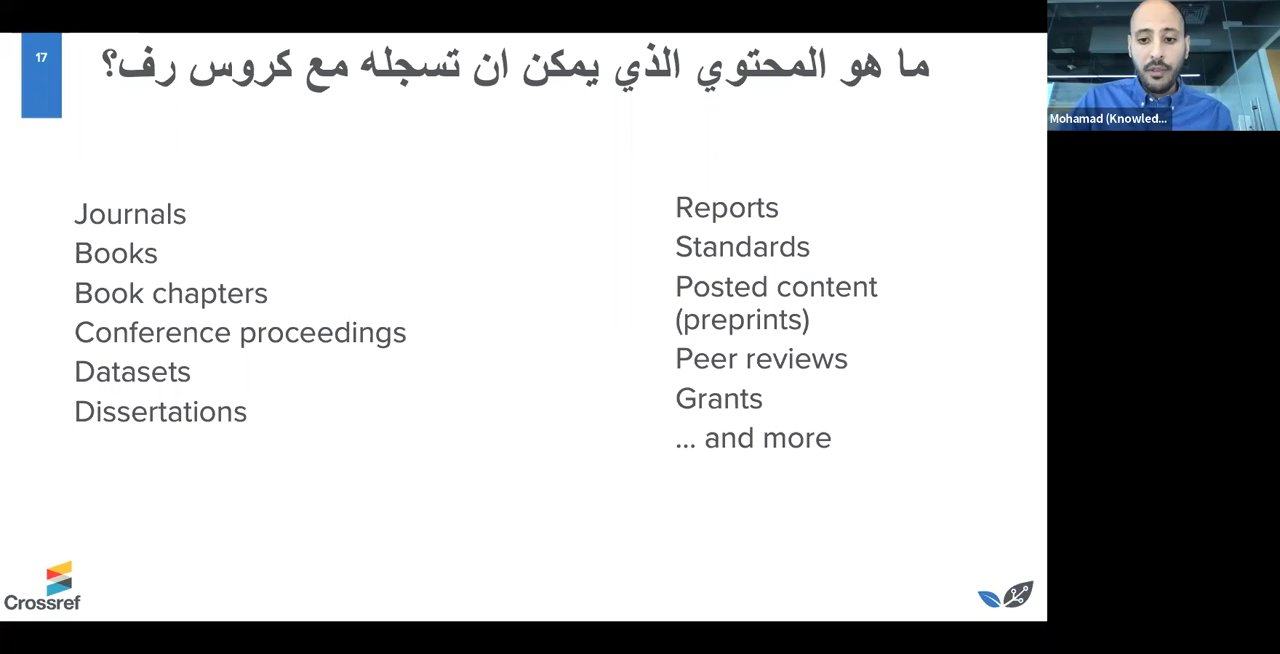 17
ما هو المحتوي الذي يمكن ان تسجله مع كروس رف؟
Journals
Books
Book chapters
Conference proceedings
Datasets
Dissertations
Reports
Standards
Posted content
(preprints)
Peer reviews
Grants
... and more
Crossref
Mohamad (Knowled...